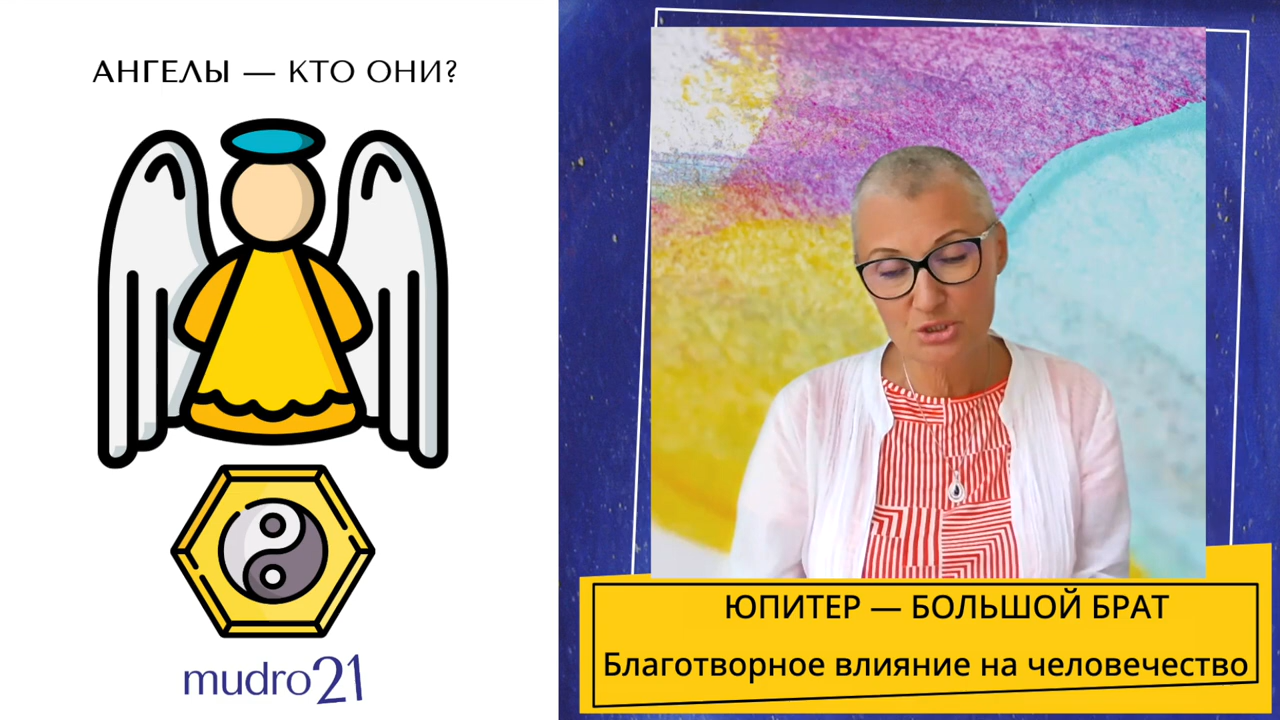 АНГЕЛЫ — КТО ОНИ?
mudro21
ЮПИТЕР — БОЛЬШОЙ БРАТ
Благотворное влияние на человечество